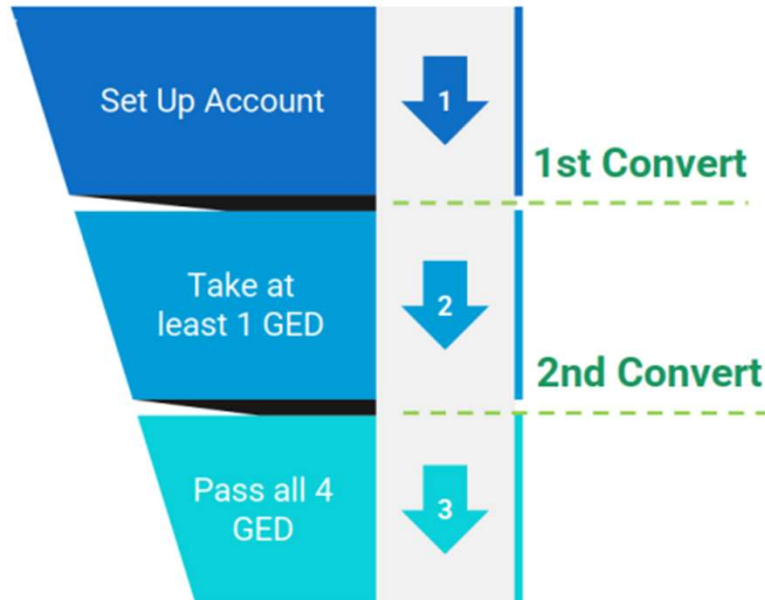 Set Up Account
1
1st Convert
Take at
least 1 GED
2
2nd Convert
Pass all 4
GED
3